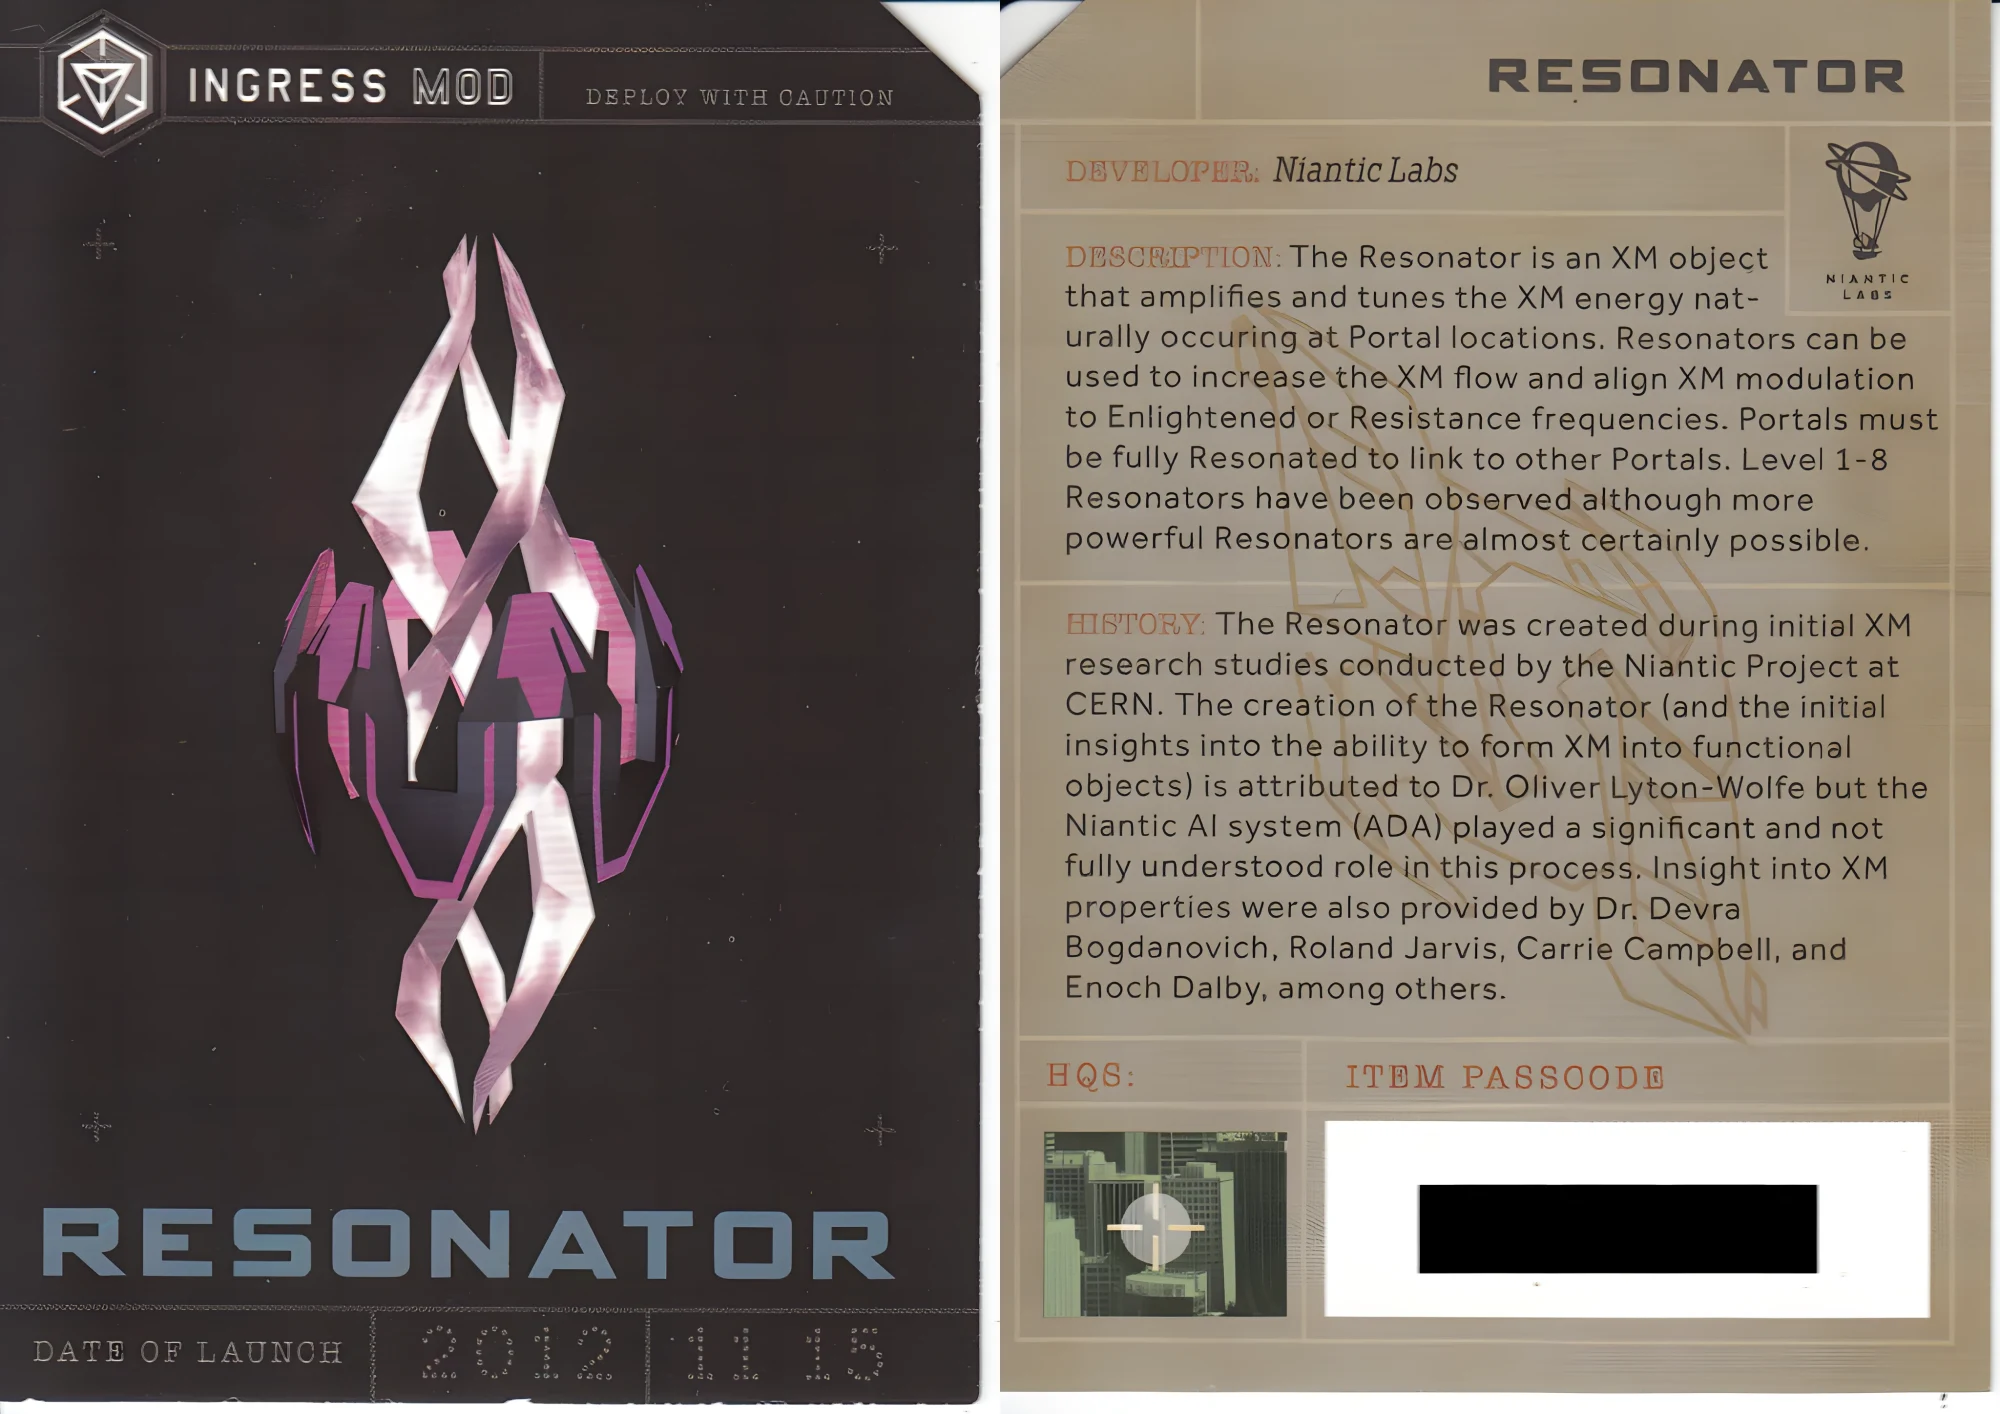 INGRESS MOD
DEPLOY WITH CAUTION
RESONATOR
DATE OF LAUNCH
2012 11 15
RESONATOR
DEVELOPER: Niantic Labs
NIANTIC
LABS
DESCRIPTION: The Resonator is an XM object
that amplifies and tunes the XM energy nat-
urally occuring at Portal locations. Resonators can be
used to increase the XM flow and align XM modulation
to Enlightened or Resistance frequencies. Portals must
be fully Resonated to link to other Portals. Level 1-8
Resonators have been observed although more
powerful Resonators are almost certainly possible.
HISTORY: The Resonator was created during initial XM
research studies conducted by the Niantic Project at
CERN. The creation of the Resonator (and the initial
insights into the ability to form XM into functional
objects) is attributed to Dr. Oliver Lyton-Wolfe but the
Niantic AI system (ADA) played a significant and not
fully understood role in this process. Insight into XM
properties were also provided by Dr. Devra
Bogdanovich, Roland Jarvis, Carrie Campbell, and
Enoch Dalby, among others.
HQS:
ITEM PASSCODE